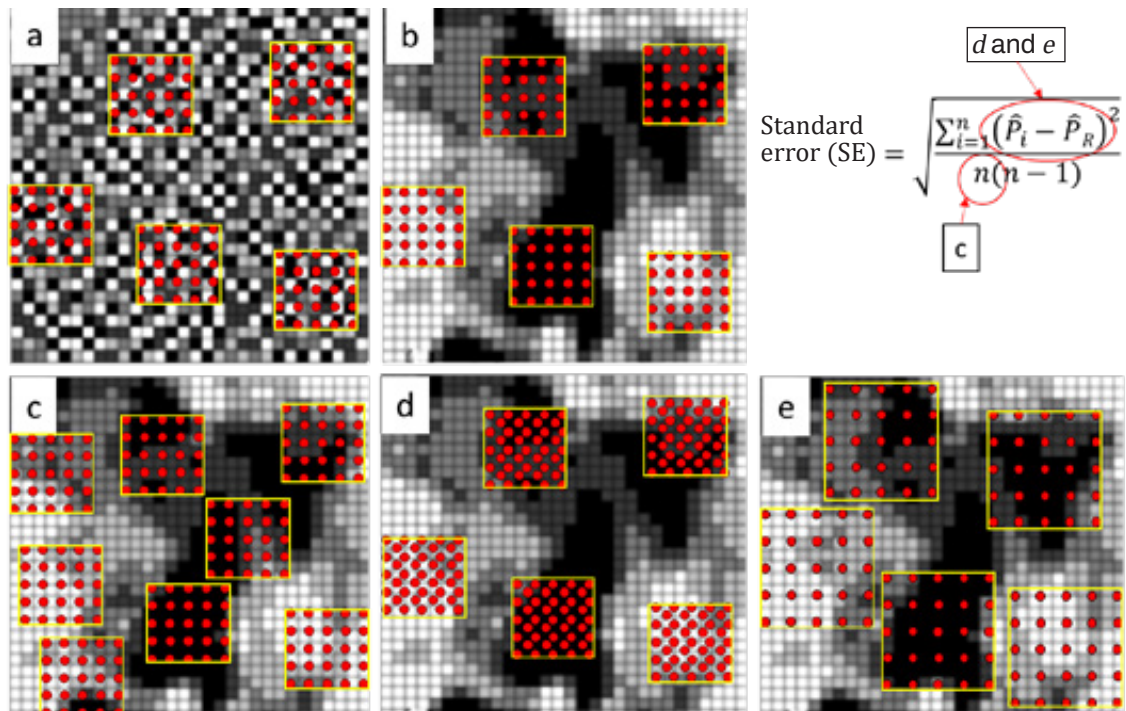 a
b
d and e
Standard
error (SE) = √(∑ⁿᵢ₌₁(P̂ᵢ − P̂_R)² / n(n − 1))
c
c
d
e